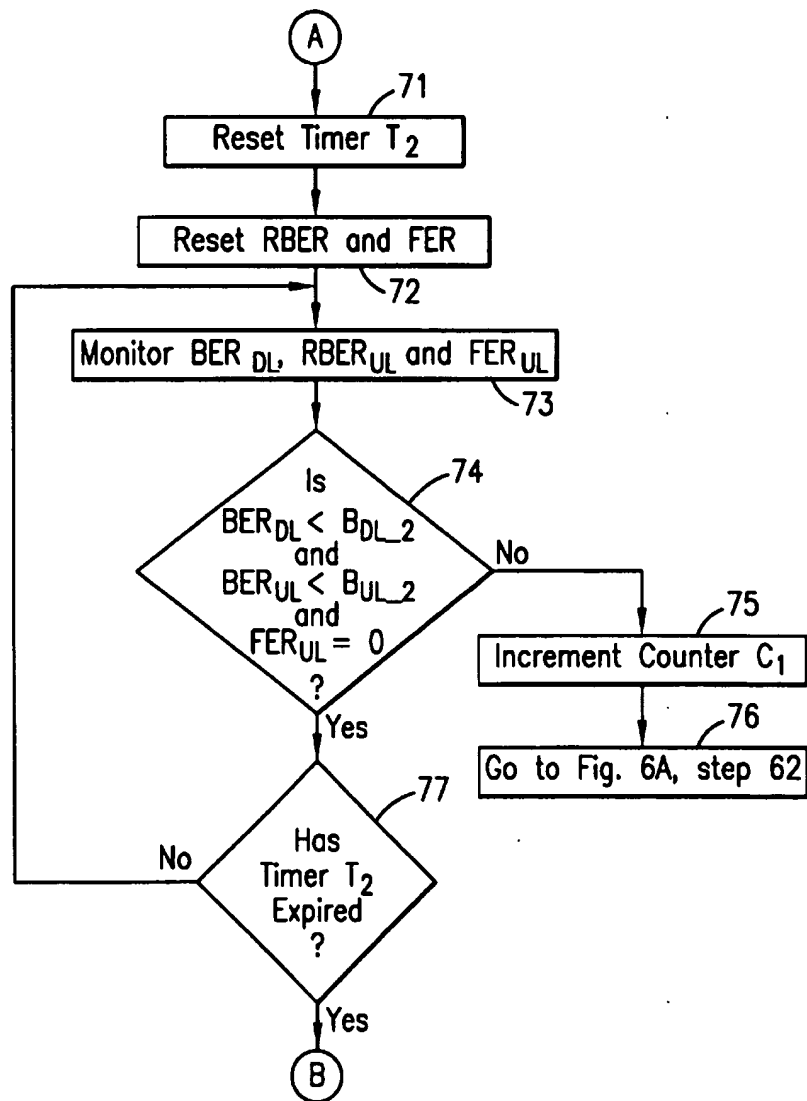 A
71
Reset Timer T2
Reset RBER and FER
72
Monitor BER DL, RBERUL and FERUL
73
74
Is
BERDL < BDL_2
and
BERUL < BUL_2
and
FERUL = 0
?
No
Yes
75
Increment Counter C1
76
Go to Fig. 6A, step 62
77
Has
Timer T2
Expired
?
No
Yes
B